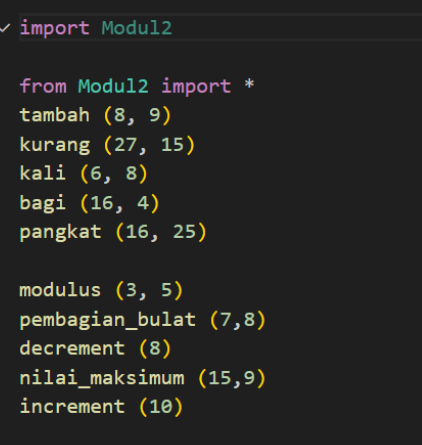 import Modul2
from Modul2 import *
tambah (8, 9)
kurang (27, 15)
kali (6, 8)
bagi (16, 4)
pangkat (16, 25)
modulus (3, 5)
pembagian_bulat (7,8)
decrement (8)
nilai_maksimum (15,9)
increment (10)